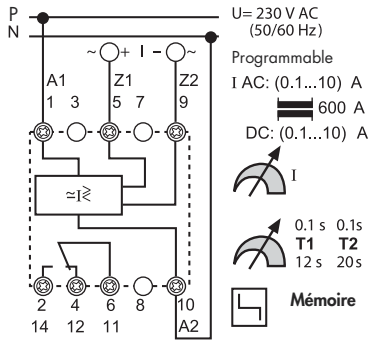 P
N
U= 230 V AC
(50/60 Hz)
~ + I – ~
Programmable
A1 Z1 Z2
1 3 5 7 9
I AC: (0.1...10) A
600 A
DC: (0.1...10) A
I
≃I≷
0.1 s 0.1s
T1 T2
12 s 20s
2 4 6 8 10
14 12 11 A2
Mémoire